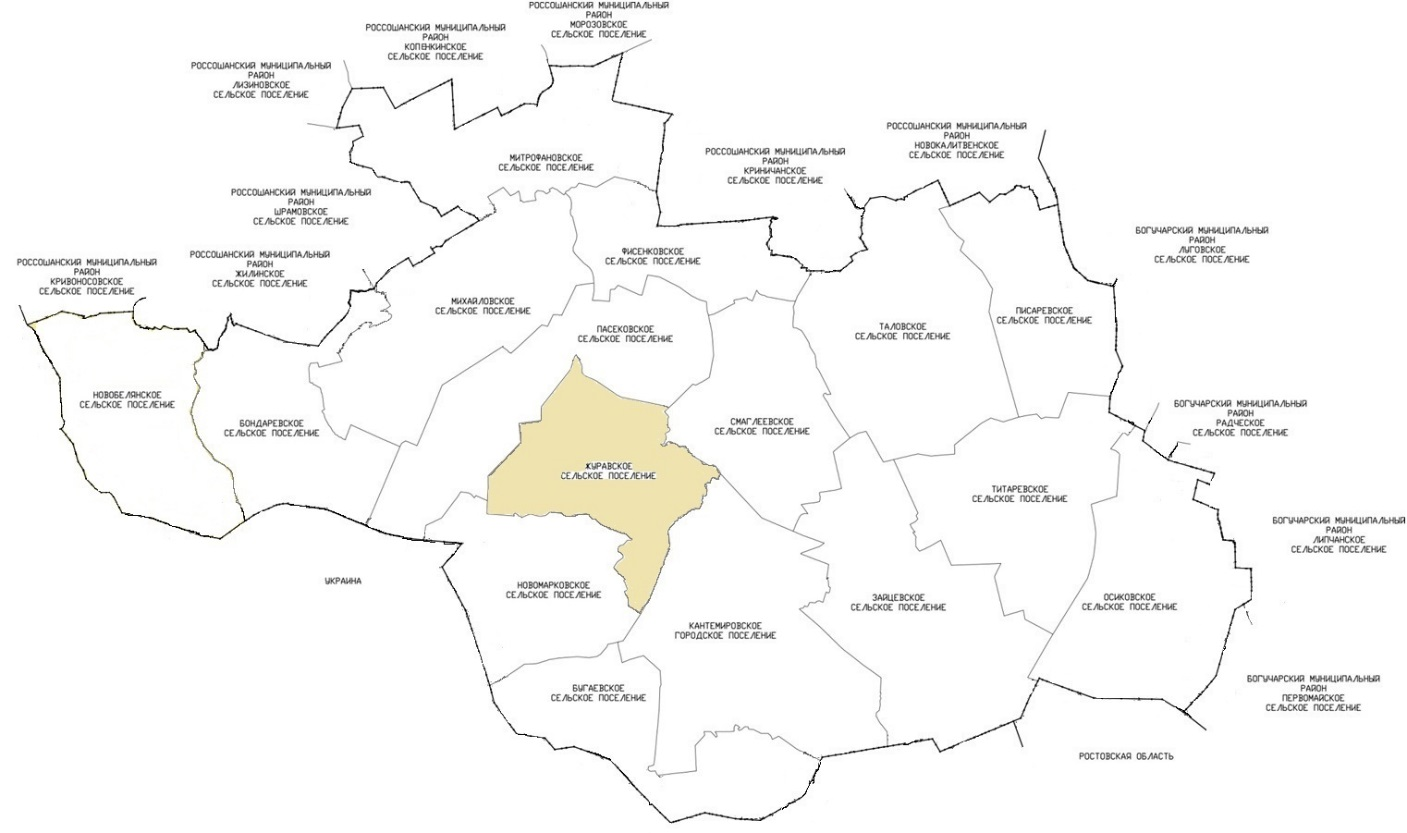 РОССОШАНСКИЙ МУНИЦИПАЛЬНЫЙ
РАЙОН
МОРОЗОВСКОЕ
СЕЛЬСКОЕ ПОСЕЛЕНИЕ
РОССОШАНСКИЙ МУНИЦИПАЛЬНЫЙ
РАЙОН
КОПЕНКИНСКОЕ
СЕЛЬСКОЕ ПОСЕЛЕНИЕ
РОССОШАНСКИЙ МУНИЦИПАЛЬНЫЙ
РАЙОН
ЛИЗИНОВСКОЕ
СЕЛЬСКОЕ ПОСЕЛЕНИЕ
РОССОШАНСКИЙ МУНИЦИПАЛЬНЫЙ
РАЙОН
НОВОКАЛИТВЕНСКОЕ
СЕЛЬСКОЕ ПОСЕЛЕНИЕ
РОССОШАНСКИЙ МУНИЦИПАЛЬНЫЙ
РАЙОН
КРИНИЧАНСКОЕ
СЕЛЬСКОЕ ПОСЕЛЕНИЕ
МИТРОФАНОВСКОЕ
СЕЛЬСКОЕ ПОСЕЛЕНИЕ
РОССОШАНСКИЙ МУНИЦИПАЛЬНЫЙ
РАЙОН
ШРАМОВСКОЕ
СЕЛЬСКОЕ ПОСЕЛЕНИЕ
БОГУЧАРСКИЙ МУНИЦИПАЛЬНЫЙ
РАЙОН
ЛУГОВСКОЕ
СЕЛЬСКОЕ ПОСЕЛЕНИЕ
РОССОШАНСКИЙ МУНИЦИПАЛЬНЫЙ
РАЙОН
КРИВОНОСОВСКОЕ
СЕЛЬСКОЕ ПОСЕЛЕНИЕ
РОССОШАНСКИЙ МУНИЦИПАЛЬНЫЙ
РАЙОН
ЖИЛИНСКОЕ
СЕЛЬСКОЕ ПОСЕЛЕНИЕ
ФИСЕНКОВСКОЕ
СЕЛЬСКОЕ ПОСЕЛЕНИЕ
МИХАЙЛОВСКОЕ
СЕЛЬСКОЕ ПОСЕЛЕНИЕ
ПАСЕКОВСКОЕ
СЕЛЬСКОЕ ПОСЕЛЕНИЕ
ТАЛОВСКОЕ
СЕЛЬСКОЕ ПОСЕЛЕНИЕ
ПИСАРЕВСКОЕ
СЕЛЬСКОЕ ПОСЕЛЕНИЕ
НОВОБЕЛЯНСКОЕ
СЕЛЬСКОЕ ПОСЕЛЕНИЕ
БОНДАРЕВСКОЕ
СЕЛЬСКОЕ ПОСЕЛЕНИЕ
СМАГЛЕЕВСКОЕ
СЕЛЬСКОЕ ПОСЕЛЕНИЕ
БОГУЧАРСКИЙ МУНИЦИПАЛЬНЫЙ
РАЙОН
РАДЧЕСКОЕ
СЕЛЬСКОЕ ПОСЕЛЕНИЕ
ЖУРАВСКОЕ
СЕЛЬСКОЕ ПОСЕЛЕНИЕ
ТИТАРЕВСКОЕ
СЕЛЬСКОЕ ПОСЕЛЕНИЕ
БОГУЧАРСКИЙ МУНИЦИПАЛЬНЫЙ
РАЙОН
ЛИПЧАНСКОЕ
СЕЛЬСКОЕ ПОСЕЛЕНИЕ
УКРАИНА
НОВОМАРКОВСКОЕ
СЕЛЬСКОЕ ПОСЕЛЕНИЕ
ЗАЙЦЕВСКОЕ
СЕЛЬСКОЕ ПОСЕЛЕНИЕ
ОСИКОВСКОЕ
СЕЛЬСКОЕ ПОСЕЛЕНИЕ
КАНТЕМИРОВСКОЕ
ГОРОДСКОЕ ПОСЕЛЕНИЕ
БУГАЕВСКОЕ
СЕЛЬСКОЕ ПОСЕЛЕНИЕ
БОГУЧАРСКИЙ МУНИЦИПАЛЬНЫЙ
РАЙОН
ПЕРВОМАЙСКОЕ
СЕЛЬСКОЕ ПОСЕЛЕНИЕ
РОСТОВСКАЯ ОБЛАСТЬ